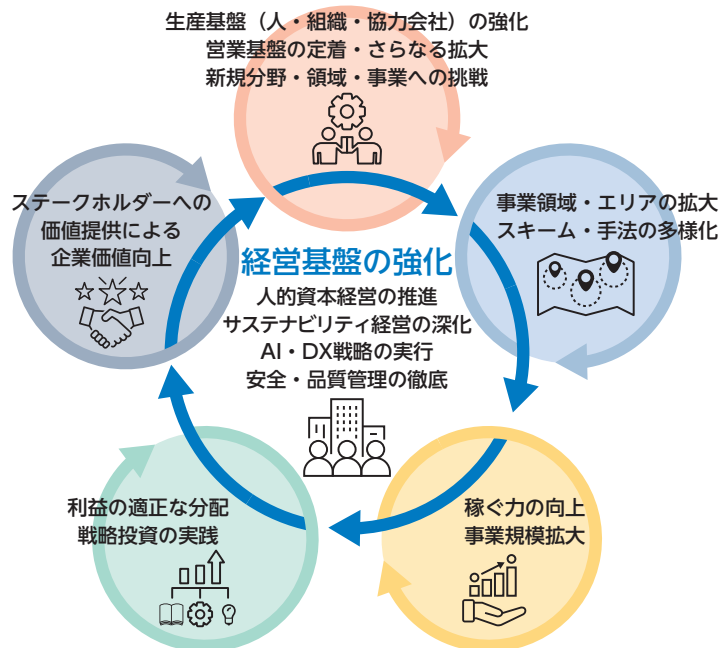 生産基盤（人・組織・協力会社）の強化
営業基盤の定着・さらなる拡大
新規分野・領域・事業への挑戦
事業領域・エリアの拡大
スキーム・手法の多様化
稼ぐ力の向上
事業規模拡大
利益の適正な分配
戦略投資の実践
ステークホルダーへの
価値提供による
企業価値向上
経営基盤の強化
人的資本経営の推進
サステナビリティ経営の深化
AI・DX戦略の実行
安全・品質管理の徹底